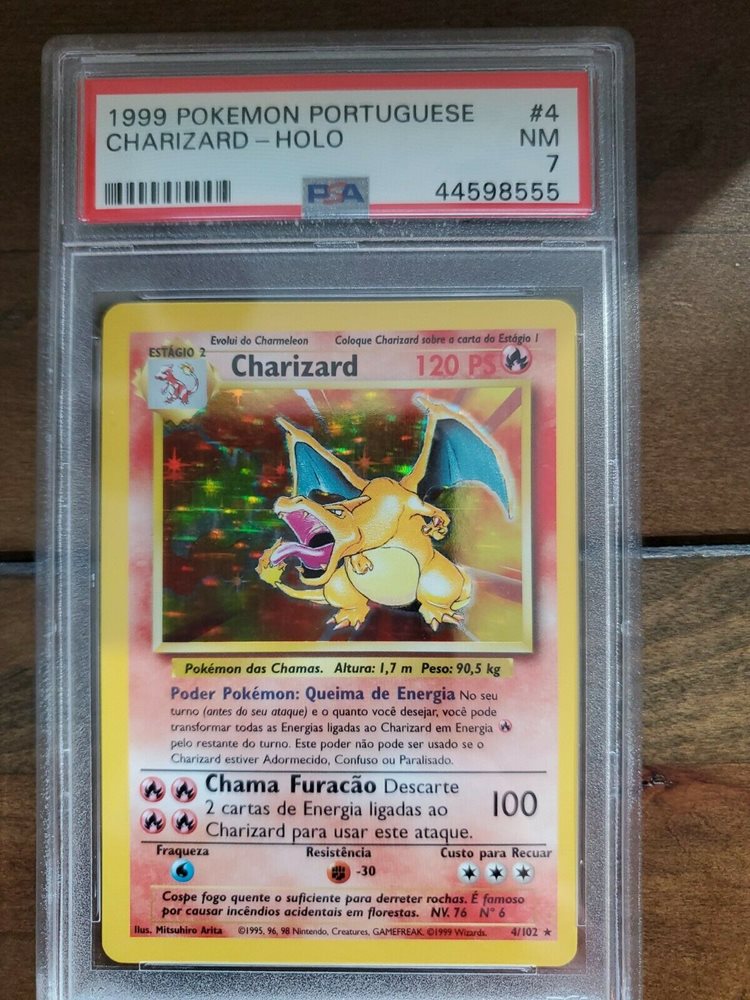 1999 POKEMON PORTUGUESE #4
CHARIZARD – HOLO NM
7
PSA 44598555
Evolui do Charmeleon Coloque Charizard sobre a carta do Estágio 1
ESTÁGIO 2
Charizard 120 PS
Pokémon das Chamas. Altura: 1,7 m Peso: 90,5 kg
Poder Pokémon: Queima de Energia No seu
turno (antes do seu ataque) e o quanto você desejar, você pode
transformar todas as Energias ligadas ao Charizard em Energia
pelo restante do turno. Este poder não pode ser usado se o
Charizard estiver Adormecido, Confuso ou Paralisado.
Chama Furacão Descarte
2 cartas de Energia ligadas ao 100
Charizard para usar este ataque.
Fraqueza Resistência Custo para Recuar
-30
Cospe fogo quente o suficiente para derreter rochas. É famoso
por causar incêndios acidentais em florestas. NV. 76 Nº 6
Ilus. Mitsuhiro Arita ©1995, 96, 98 Nintendo, Creatures, GAMEFREAK. ©1999 Wizards. 4/102 ★